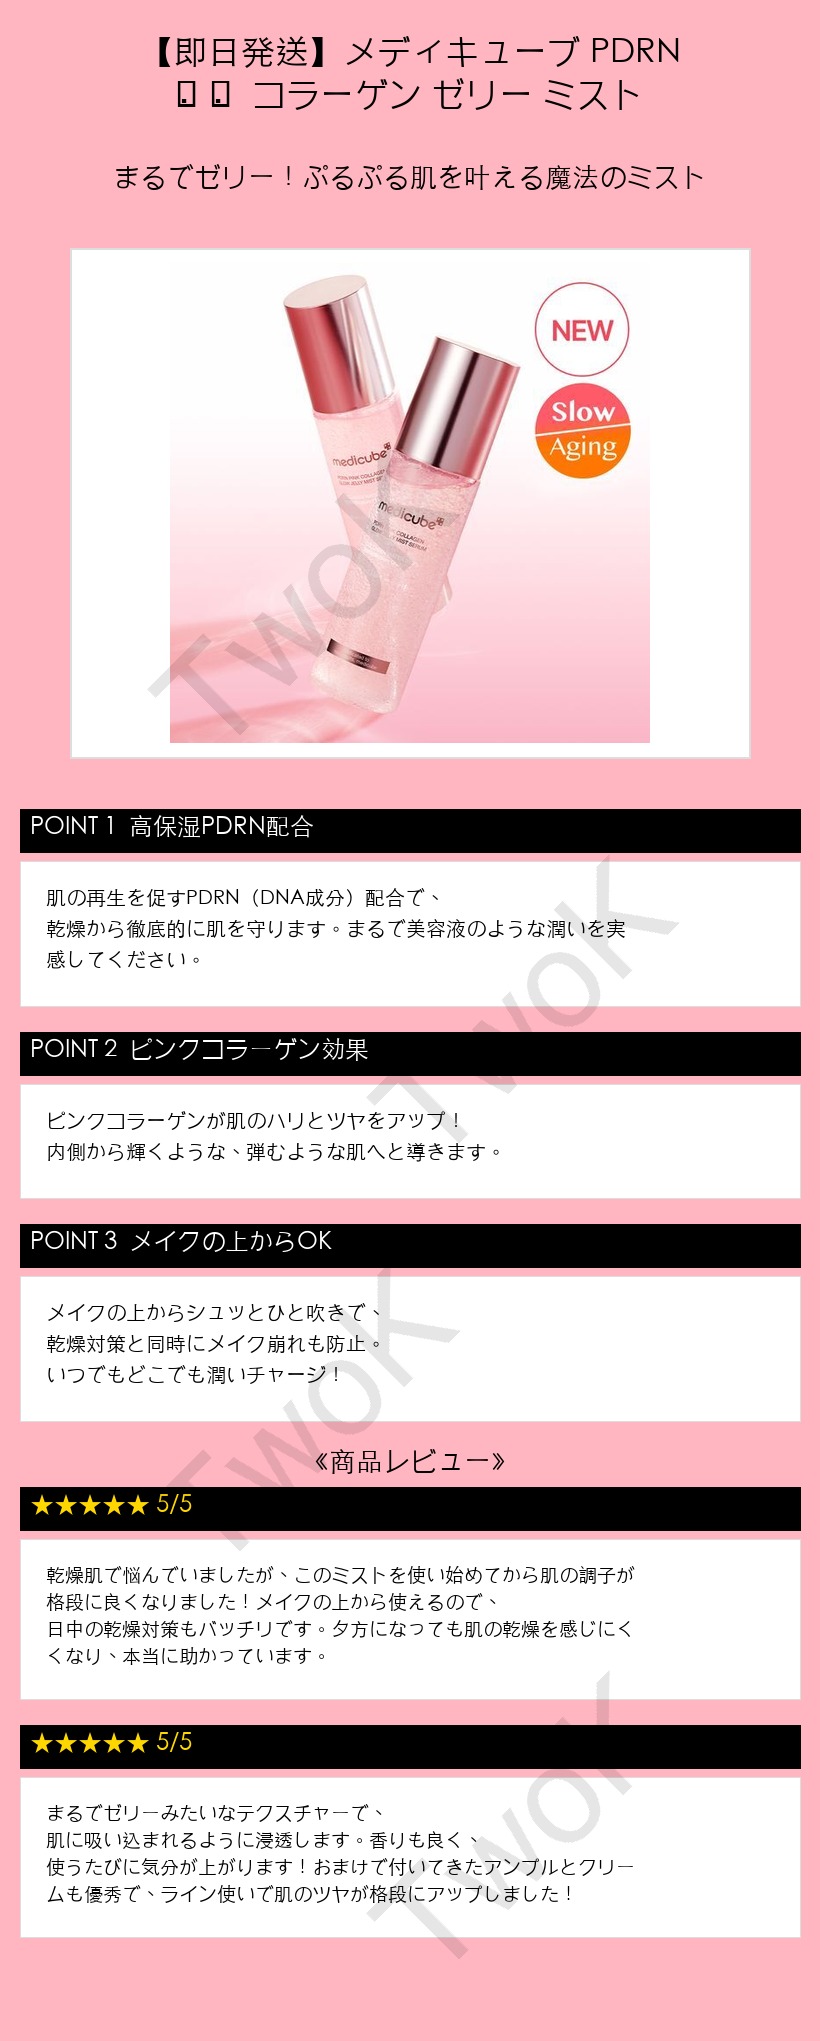 【即日発送】メディキューブ PDRN
コラーゲン ゼリー ミスト
まるでゼリー！ぷるぷる肌を叶える魔法のミスト
NEW
Slow
Aging
medicube
PDRN PINK COLLAGEN
GLOW JELLY MIST SERUM
medicube
PDRN PINK COLLAGEN
GLOW JELLY MIST SERUM
TwoK
POINT 1 高保湿PDRN配合
肌の再生を促すPDRN（DNA成分）配合で、
乾燥から徹底的に肌を守ります。まるで美容液のような潤いを実
感してください。
TwoK
POINT 2 ピンクコラーゲン効果
ピンクコラーゲンが肌のハリとツヤをアップ！
内側から輝くような、弾むような肌へと導きます。
POINT 3 メイクの上からOK
メイクの上からシュッとひと吹きで、
乾燥対策と同時にメイク崩れも防止。
いつでもどこでも潤いチャージ！
TwoK
《商品レビュー》
★★★★★ 5/5
乾燥肌で悩んでいましたが、このミストを使い始めてから肌の調子が
格段に良くなりました！メイクの上から使えるので、
日中の乾燥対策もバッチリです。夕方になっても肌の乾燥を感じにく
くなり、本当に助かっています。
★★★★★ 5/5
まるでゼリーみたいなテクスチャーで、
肌に吸い込まれるように浸透します。香りも良く、
使うたびに気分が上がります！おまけで付いてきたアンプルとクリー
ムも優秀で、ライン使いで肌のツヤが格段にアップしました！
TwoK